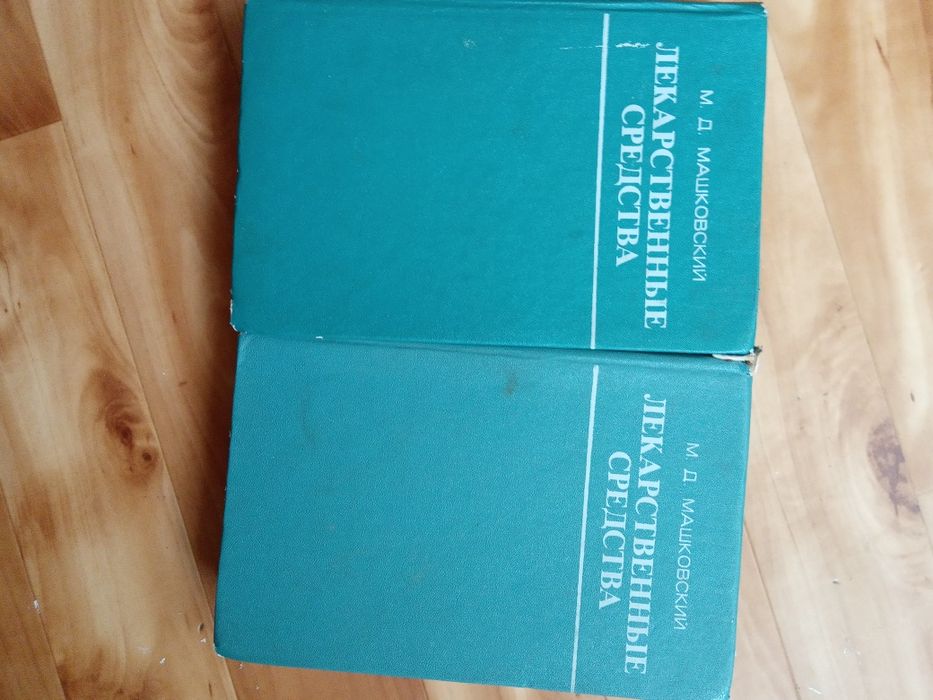 М. Д. МАШКОВСКИЙ
ЛЕКАРСТВЕННЫЕ
СРЕДСТВА
М. Д. МАШКОВСКИЙ
ЛЕКАРСТВЕННЫЕ
СРЕДСТВА